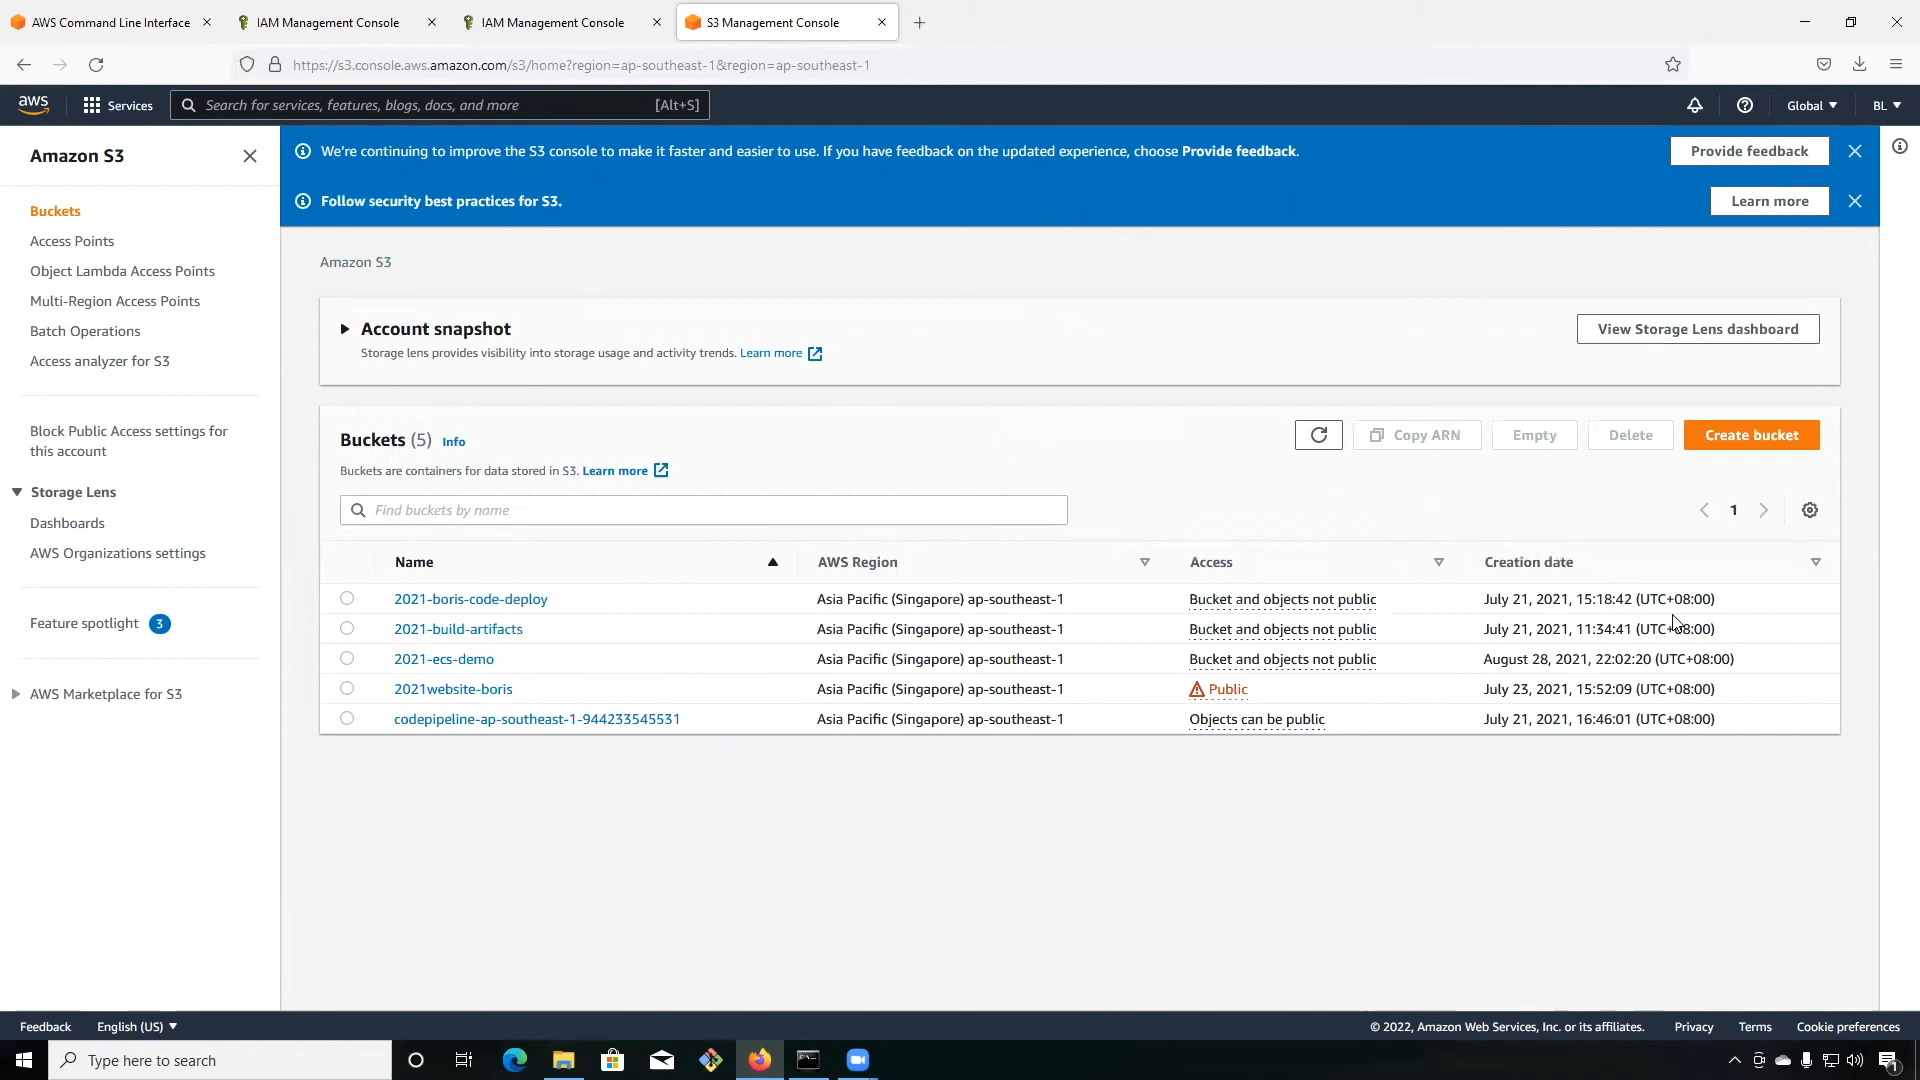 AWS Command Line Interface
IAM Management Console
IAM Management Console
S3 Management Console
https://s3.console.aws.amazon.com/s3/home?region=ap-southeast-1&region=ap-southeast-1
aws
Services
Search for services, features, blogs, docs, and more
[Alt+S]
Global
BL
Amazon S3
We're continuing to improve the S3 console to make it faster and easier to use. If you have feedback on the updated experience, choose Provide feedback.
Provide feedback
Follow security best practices for S3.
Learn more
Buckets
Access Points
Object Lambda Access Points
Multi-Region Access Points
Batch Operations
Access analyzer for S3
Block Public Access settings for
this account
Storage Lens
Dashboards
AWS Organizations settings
Feature spotlight 3
AWS Marketplace for S3
Amazon S3
Account snapshot
Storage lens provides visibility into storage usage and activity trends. Learn more
View Storage Lens dashboard
Buckets (5) Info
Buckets are containers for data stored in S3. Learn more
Copy ARN
Empty
Delete
Create bucket
Find buckets by name
1
Name AWS Region Access Creation date
2021-boris-code-deploy Asia Pacific (Singapore) ap-southeast-1 Bucket and objects not public July 21, 2021, 15:18:42 (UTC+08:00)
2021-build-artifacts Asia Pacific (Singapore) ap-southeast-1 Bucket and objects not public July 21, 2021, 11:34:41 (UTC+08:00)
2021-ecs-demo Asia Pacific (Singapore) ap-southeast-1 Bucket and objects not public August 28, 2021, 22:02:20 (UTC+08:00)
2021website-boris Asia Pacific (Singapore) ap-southeast-1 Public July 23, 2021, 15:52:09 (UTC+08:00)
codepipeline-ap-southeast-1-944233545531 Asia Pacific (Singapore) ap-southeast-1 Objects can be public July 21, 2021, 16:46:01 (UTC+08:00)
Feedback
English (US)
© 2022, Amazon Web Services, Inc. or its affiliates.
Privacy
Terms
Cookie preferences
Type here to search
1